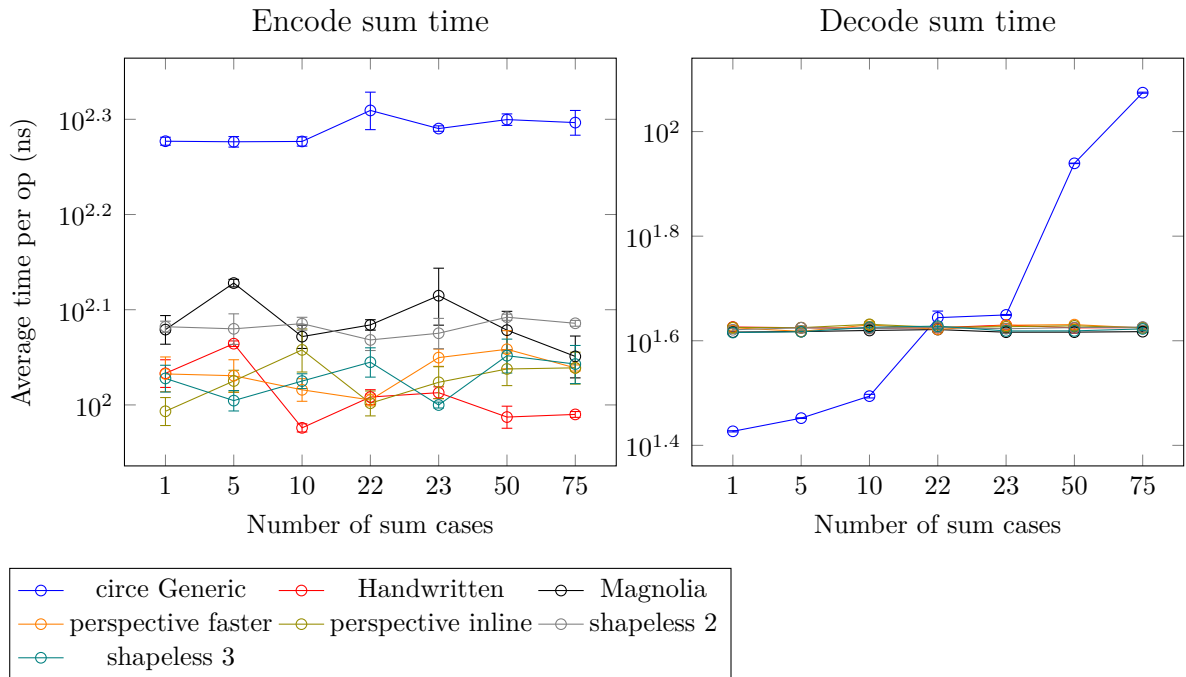 Encode sum time
Decode sum time
Average time per op (ns)
10^2.3
10^2.2
10^2.1
10^2
1 5 10 22 23 50 75
Number of sum cases
10^2
10^1.8
10^1.6
10^1.4
1 5 10 22 23 50 75
Number of sum cases
circe Generic Handwritten Magnolia
perspective faster perspective inline shapeless 2
shapeless 3